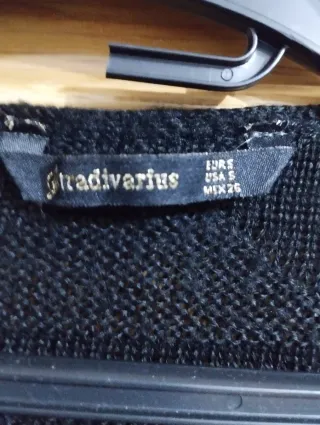 Stradivarius
EUR S
USA S
MEX 26